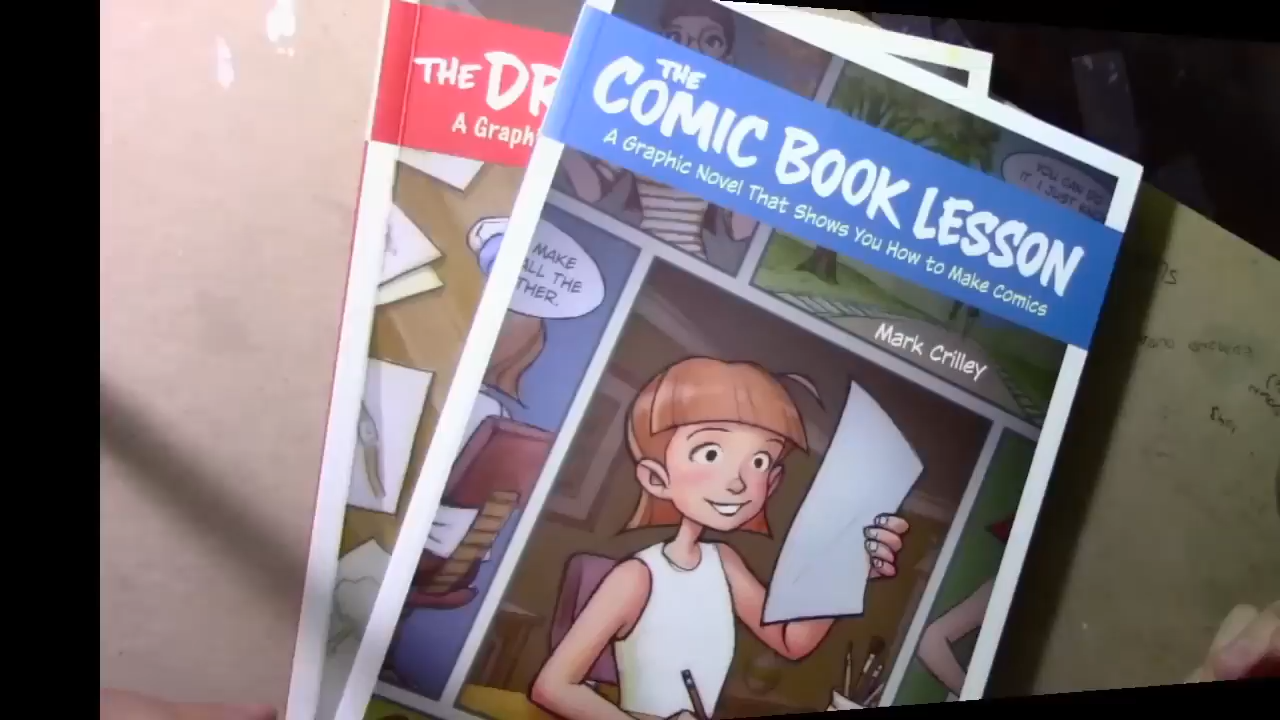 THE DR
A Graph
THE
COMIC BOOK LESSON
A Graphic Novel That Shows You How to Make Comics
Mark Crilley
YOU CAN DO
IT. I JUST
MAKE
ALL THE
THER.